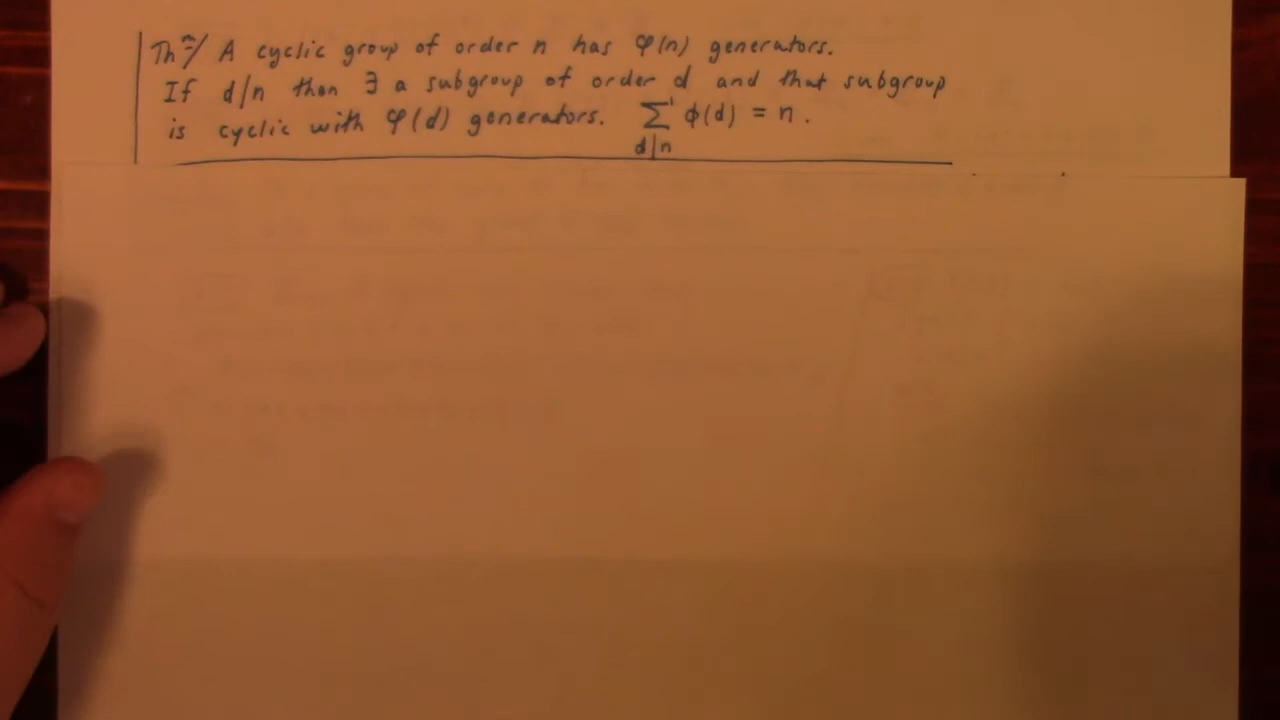 Thᵐ/ A cyclic group of order n has φ(n) generators.
If d/n then ∃ a subgroup of order d and that subgroup
is cyclic with φ(d) generators. ∑ ϕ(d) = n.
d|n